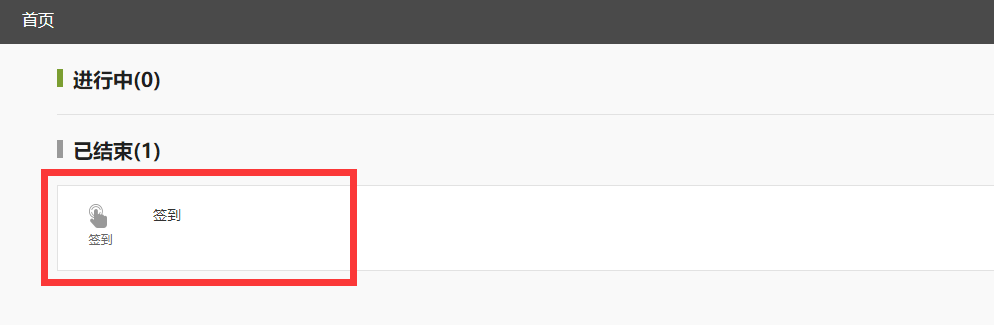 首页
进行中(0)
已结束(1)
签到
签到